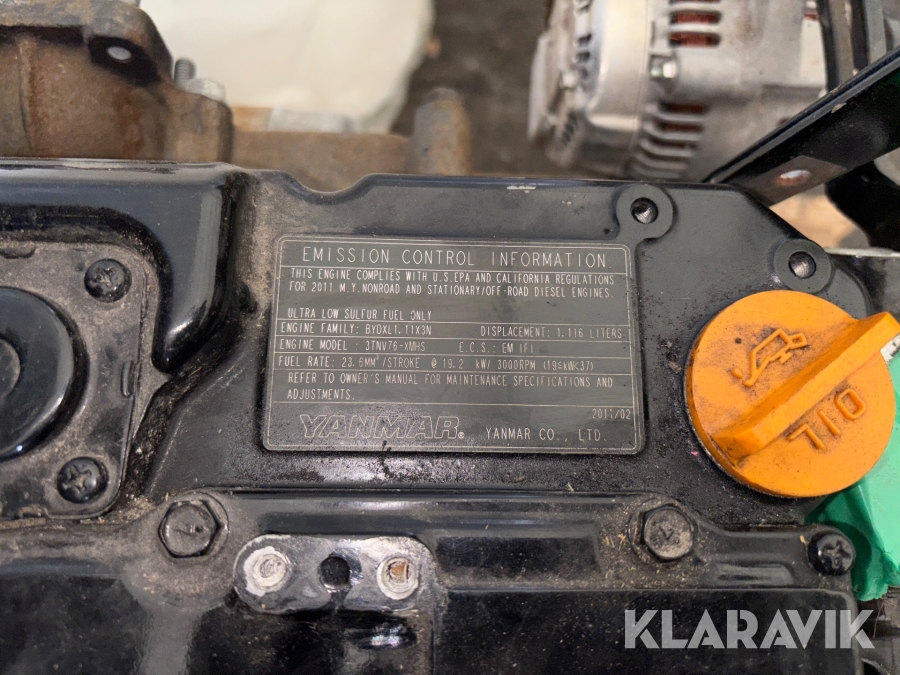 EMISSION CONTROL INFORMATION
THIS ENGINE COMPLIES WITH U.S.EPA AND CALIFORNIA REGULATIONS
FOR 2011 M.Y.NONROAD AND STATIONARY/OFF-ROAD DIESEL ENGINES.
ULTRA LOW SULFUR FUEL ONLY
ENGINE FAMILY: BYDXL1.11X3N DISPLACEMENT: 1.116 LITERS
ENGINE MODEL : 3TNV76-XMHS E.C.S.: EM IFI
FUEL RATE: 23.6MM³/STROKE @ 19.2 kW/ 3000RPM (19≤kW<37)
REFER TO OWNER'S MANUAL FOR MAINTENANCE SPECIFICATIONS AND
ADJUSTMENTS.
2011/02
YANMAR® YANMAR CO., LTD.
OIL
KLARAVIK